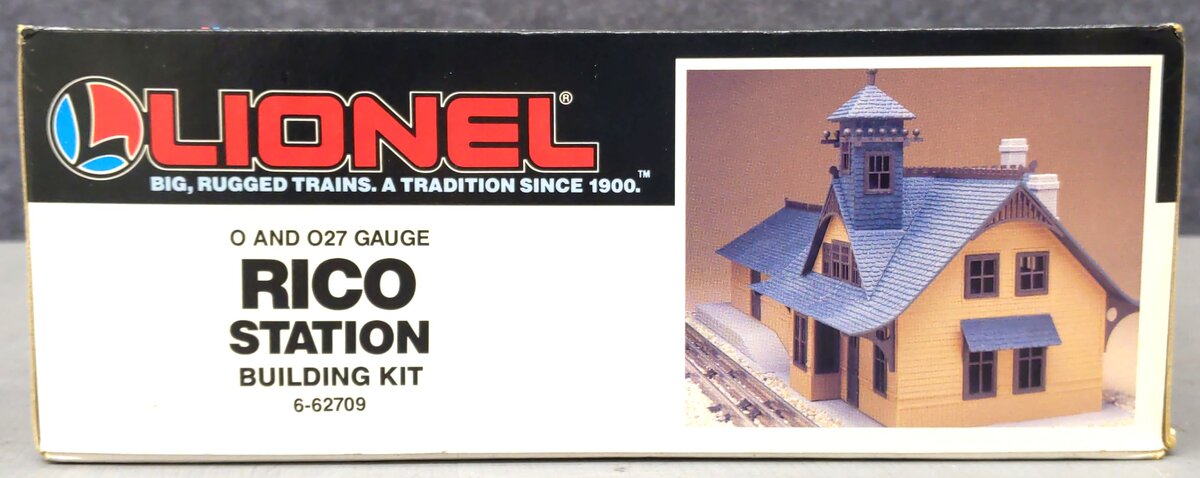 LIONEL®
BIG, RUGGED TRAINS. A TRADITION SINCE 1900.™
O AND O27 GAUGE
RICO
STATION
BUILDING KIT
6-62709